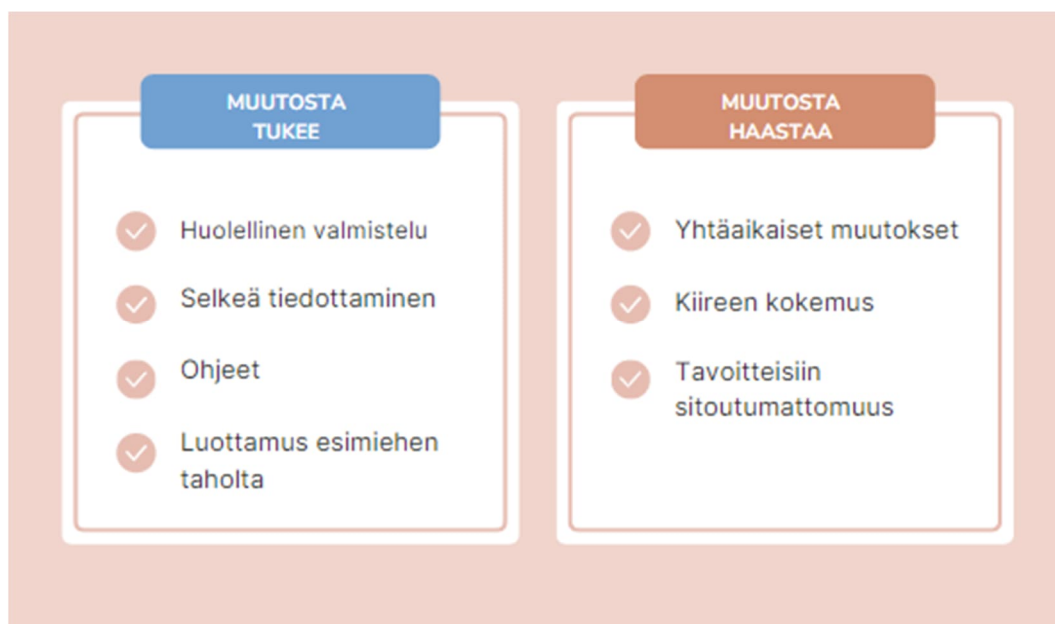 MUUTOSTA
TUKEE
Huolellinen valmistelu
Selkeä tiedottaminen
Ohjeet
Luottamus esimiehen
taholta
MUUTOSTA
HAASTAA
Yhtäaikaiset muutokset
Kiireen kokemus
Tavoitteisiin
sitoutumattomuus